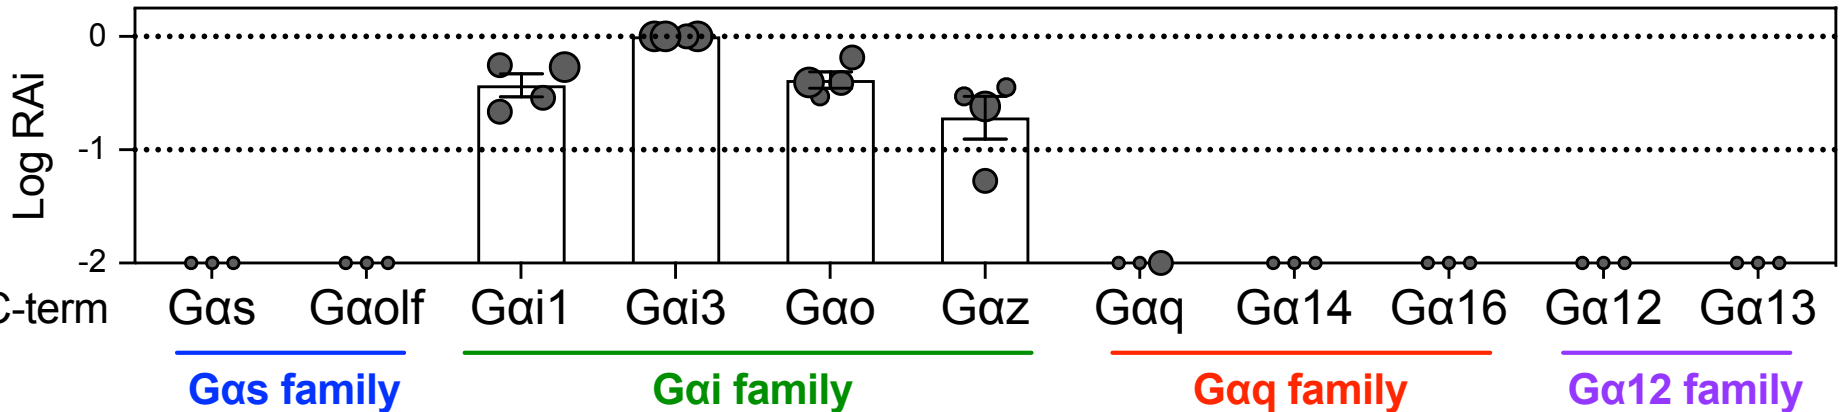 Log RAi
0
-1
-2
C-term Gαs Gαolf Gαi1 Gαi3 Gαo Gαz Gαq Gα14 Gα16 Gα12 Gα13
Gαs family Gαi family Gαq family Gα12 family